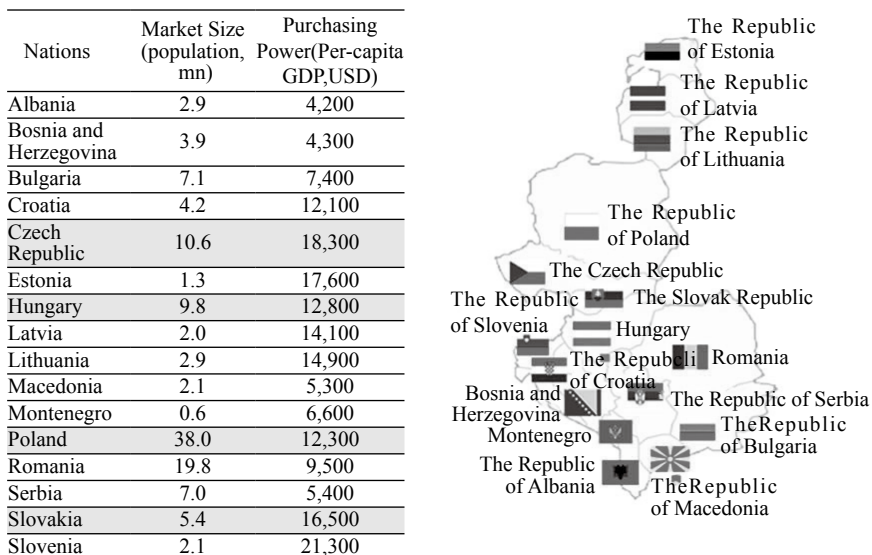 Nations
Market Size
(population,
mn)
Purchasing
Power(Per-capita
GDP,USD)
Albania 2.9 4,200
Bosnia and
Herzegovina 3.9 4,300
Bulgaria 7.1 7,400
Croatia 4.2 12,100
Czech
Republic 10.6 18,300
Estonia 1.3 17,600
Hungary 9.8 12,800
Latvia 2.0 14,100
Lithuania 2.9 14,900
Macedonia 2.1 5,300
Montenegro 0.6 6,600
Poland 38.0 12,300
Romania 19.8 9,500
Serbia 7.0 5,400
Slovakia 5.4 16,500
Slovenia 2.1 21,300
The Republic
of Estonia
The Republic
of Latvia
The Republic
of Lithuania
The Republic
of Poland
The Czech Republic
The Slovak Republic
The Republic
of Slovenia
Hungary
The Repubcli
of Croatia
Romania
Bosnia and
Herzegovina
The Republic of Serbia
Montenegro
TheRepublic
of Bulgaria
The Republic
of Albania
TheRepublic
of Macedonia